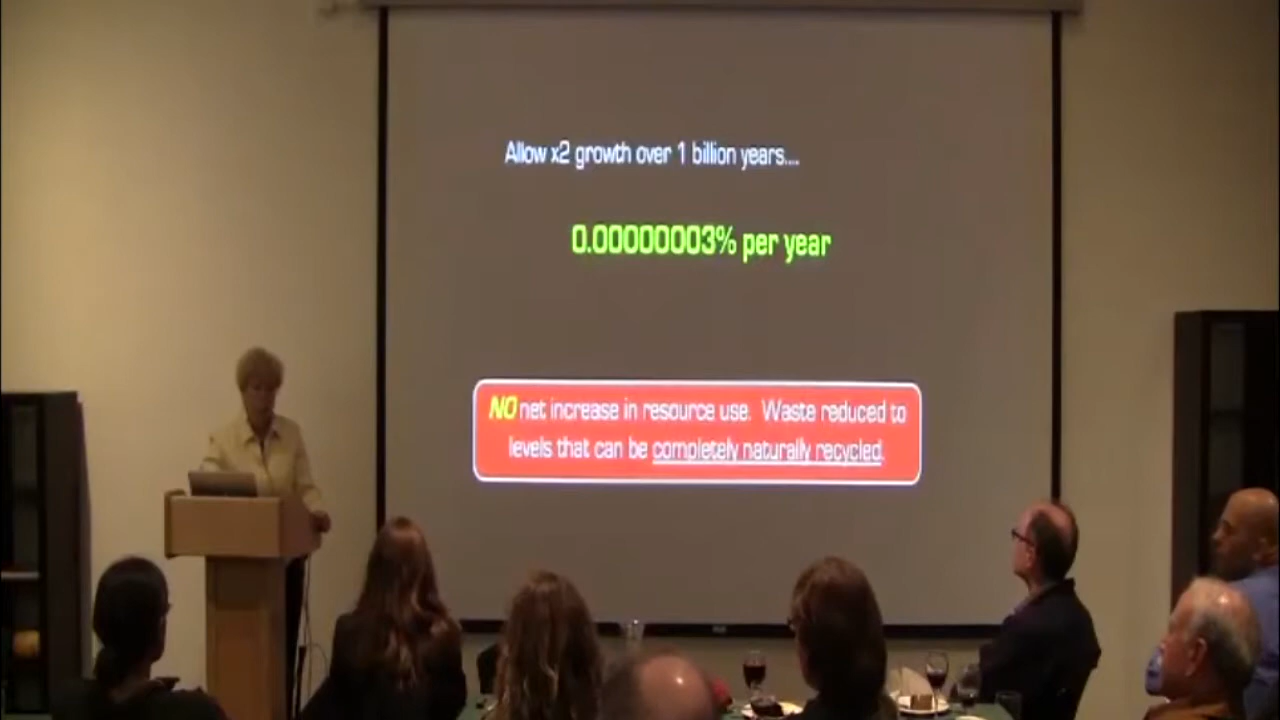 Allow x2 growth over 1 billion years....
0.00000003% per year
NO net increase in resource use. Waste reduced to
levels that can be completely naturally recycled.